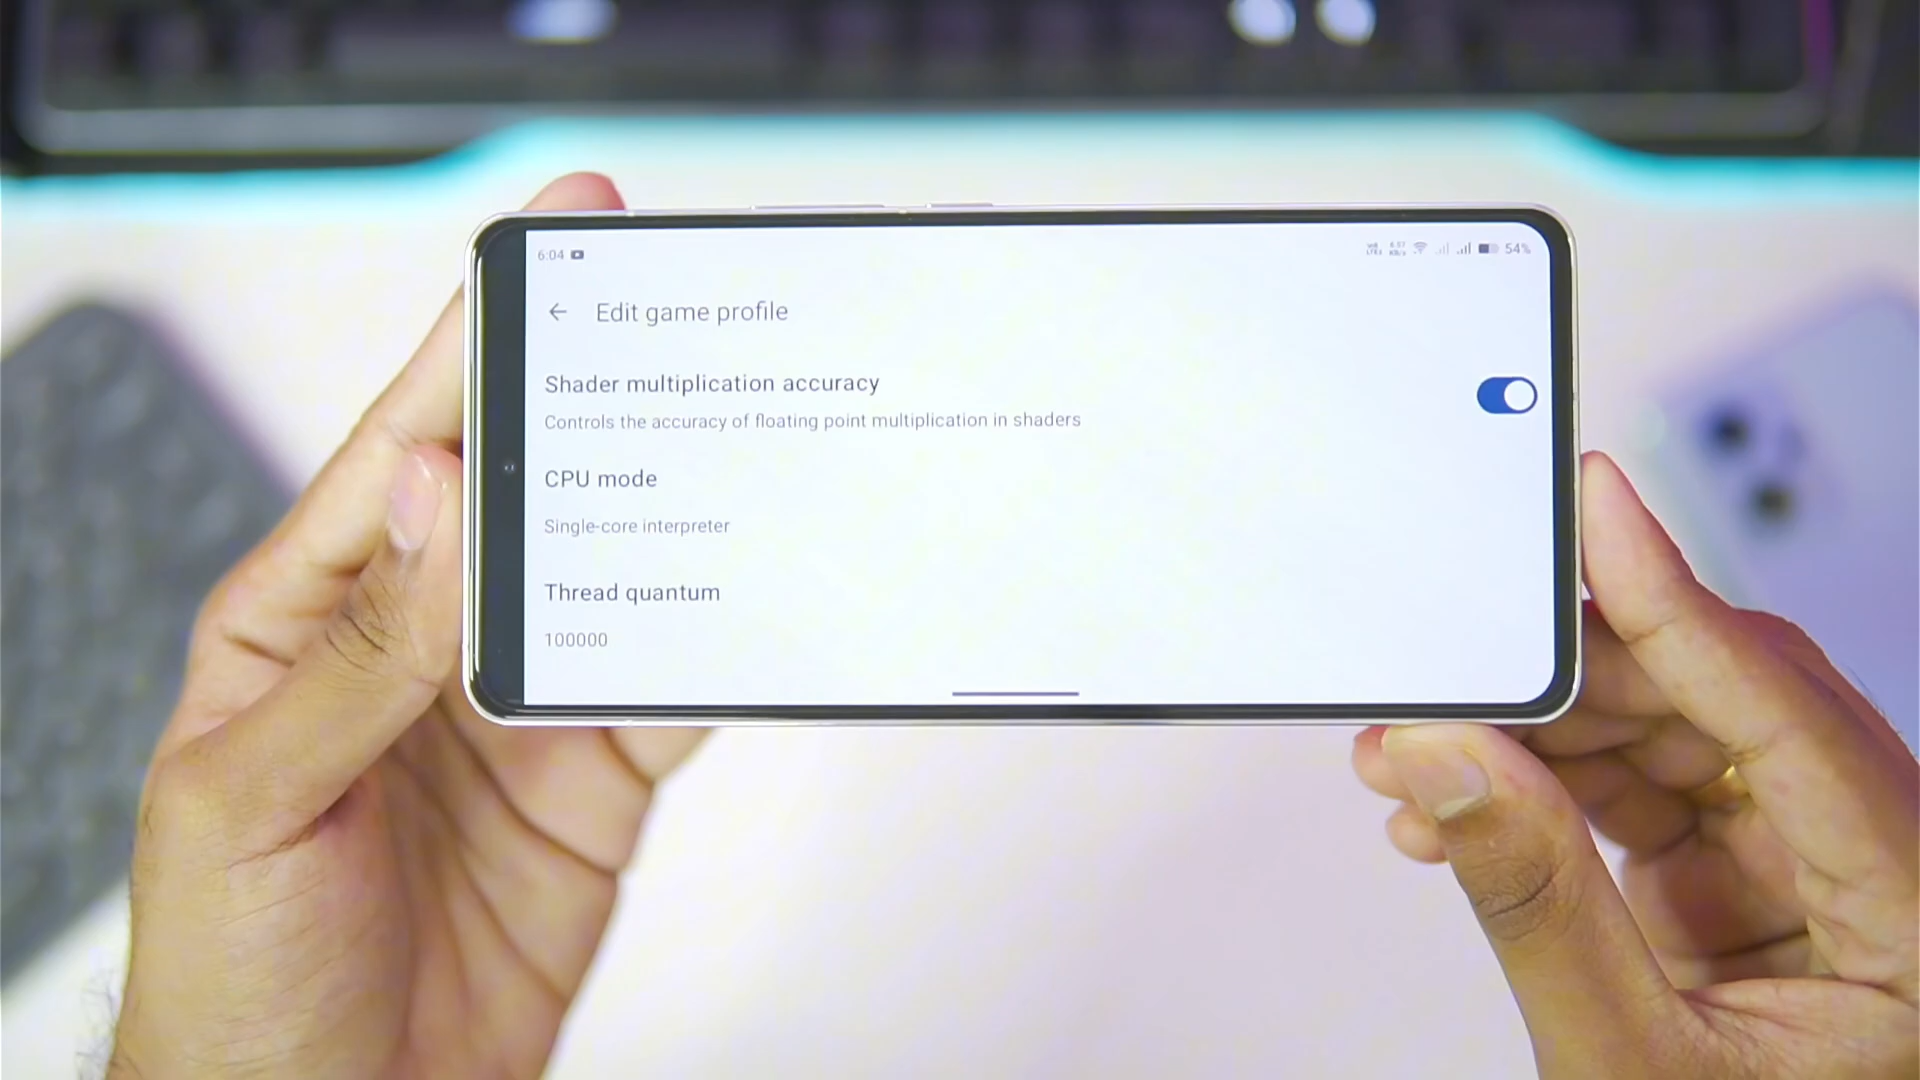 6:04
54%
Edit game profile
Shader multiplication accuracy
Controls the accuracy of floating point multiplication in shaders
CPU mode
Single-core interpreter
Thread quantum
100000